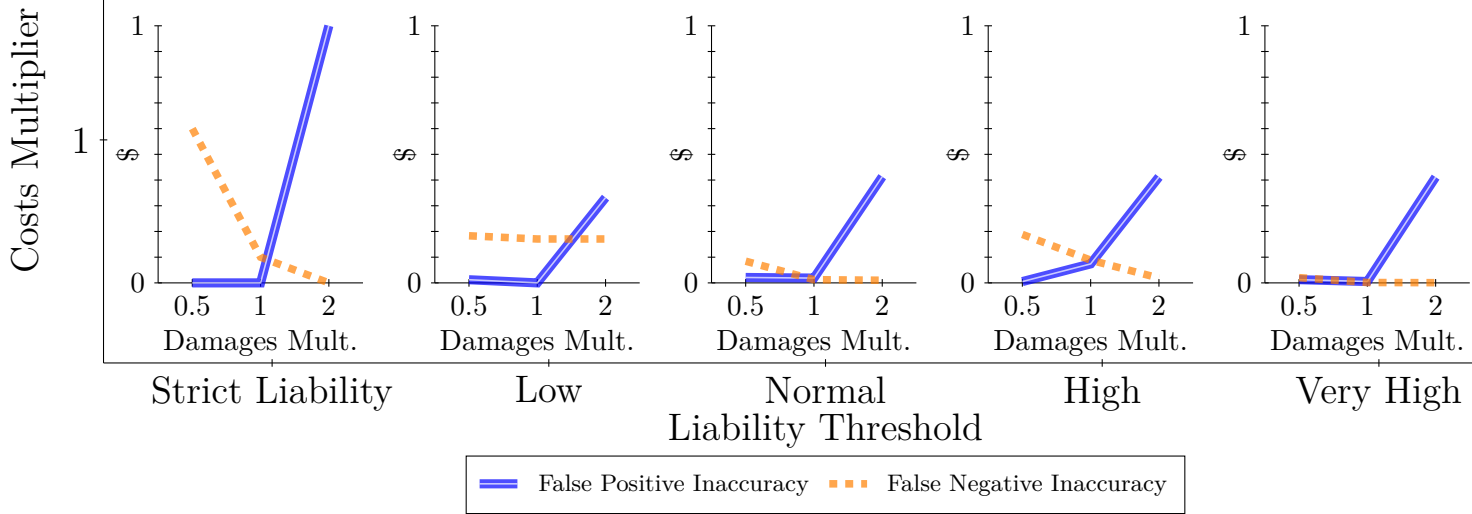 Costs Multiplier
1
1
$
0
0.5 1 2
Damages Mult.
1
$
0
0.5 1 2
Damages Mult.
1
$
0
0.5 1 2
Damages Mult.
1
$
0
0.5 1 2
Damages Mult.
1
$
0
0.5 1 2
Damages Mult.
Strict Liability Low Normal High Very High
Liability Threshold
False Positive Inaccuracy False Negative Inaccuracy